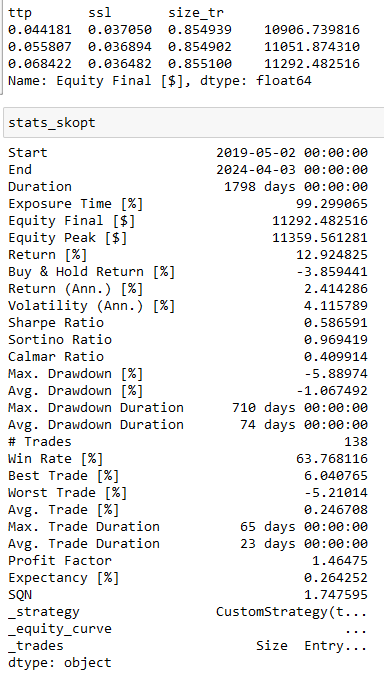 ttp ssl size_tr
0.044181 0.037050 0.854939 10906.739816
0.055807 0.036894 0.854902 11051.874310
0.068422 0.036482 0.855100 11292.482516
Name: Equity Final [$], dtype: float64
stats_skopt
Start 2019-05-02 00:00:00
End 2024-04-03 00:00:00
Duration 1798 days 00:00:00
Exposure Time [%] 99.299065
Equity Final [$] 11292.482516
Equity Peak [$] 11359.561281
Return [%] 12.924825
Buy & Hold Return [%] -3.859441
Return (Ann.) [%] 2.414286
Volatility (Ann.) [%] 4.115789
Sharpe Ratio 0.586591
Sortino Ratio 0.969419
Calmar Ratio 0.409914
Max. Drawdown [%] -5.88974
Avg. Drawdown [%] -1.067492
Max. Drawdown Duration 710 days 00:00:00
Avg. Drawdown Duration 74 days 00:00:00
# Trades 138
Win Rate [%] 63.768116
Best Trade [%] 6.040765
Worst Trade [%] -5.21014
Avg. Trade [%] 0.246708
Max. Trade Duration 65 days 00:00:00
Avg. Trade Duration 23 days 00:00:00
Profit Factor 1.46475
Expectancy [%] 0.264252
SQN 1.747595
_strategy CustomStrategy(t...
_equity_curve ...
_trades Size Entry...
dtype: object